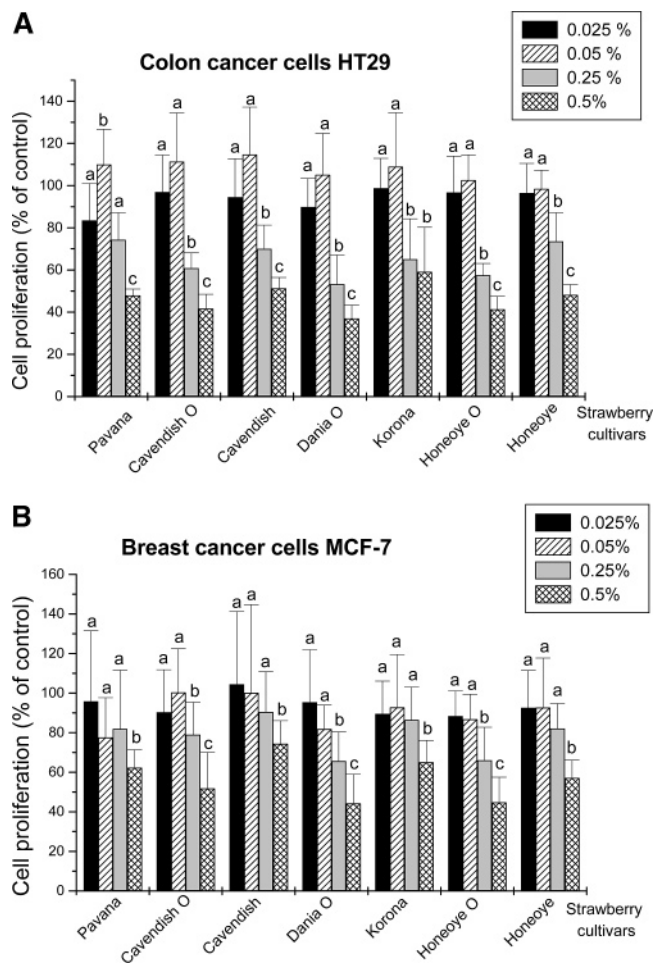 A
Colon cancer cells HT29
0.025 %
0.05 %
0.25 %
0.5%
Cell proliferation (% of control)
140
120
100
80
60
40
20
0
a b a c
a a b c
a a b c
a a b c
a a b b
a a b c
a a b c
Pavana
Cavendish O
Cavendish
Dania O
Korona
Honeoye O
Honeoye
Strawberry
cultivars
B
Breast cancer cells MCF-7
0.025%
0.05%
0.25%
0.5%
Cell proliferation (% of control)
160
140
120
100
80
60
40
20
0
a a a b
a a b c
a a a b
a a b c
a a a b
a a b c
a a a b
Pavana
Cavendish O
Cavendish
Dania O
Korona
Honeoye O
Honeoye
Strawberry
cultivars